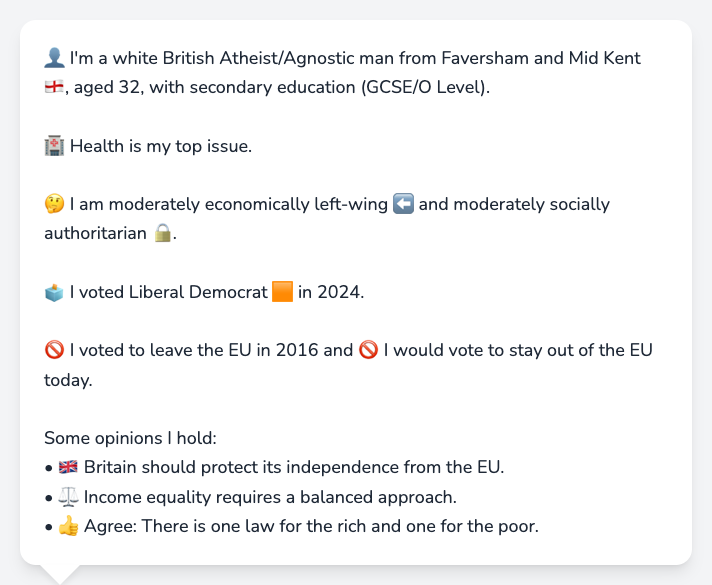 👤 I'm a white British Atheist/Agnostic man from Faversham and Mid Kent
🏴󠁧󠁢󠁥󠁮󠁧󠁿, aged 32, with secondary education (GCSE/O Level).
🏥 Health is my top issue.
🤔 I am moderately economically left-wing ⬅️ and moderately socially
authoritarian 🔒.
🗳️ I voted Liberal Democrat 🟧 in 2024.
🚫 I voted to leave the EU in 2016 and 🚫 I would vote to stay out of the EU
today.
Some opinions I hold:
• 🇬🇧 Britain should protect its independence from the EU.
• ⚖️ Income equality requires a balanced approach.
• 👍 Agree: There is one law for the rich and one for the poor.